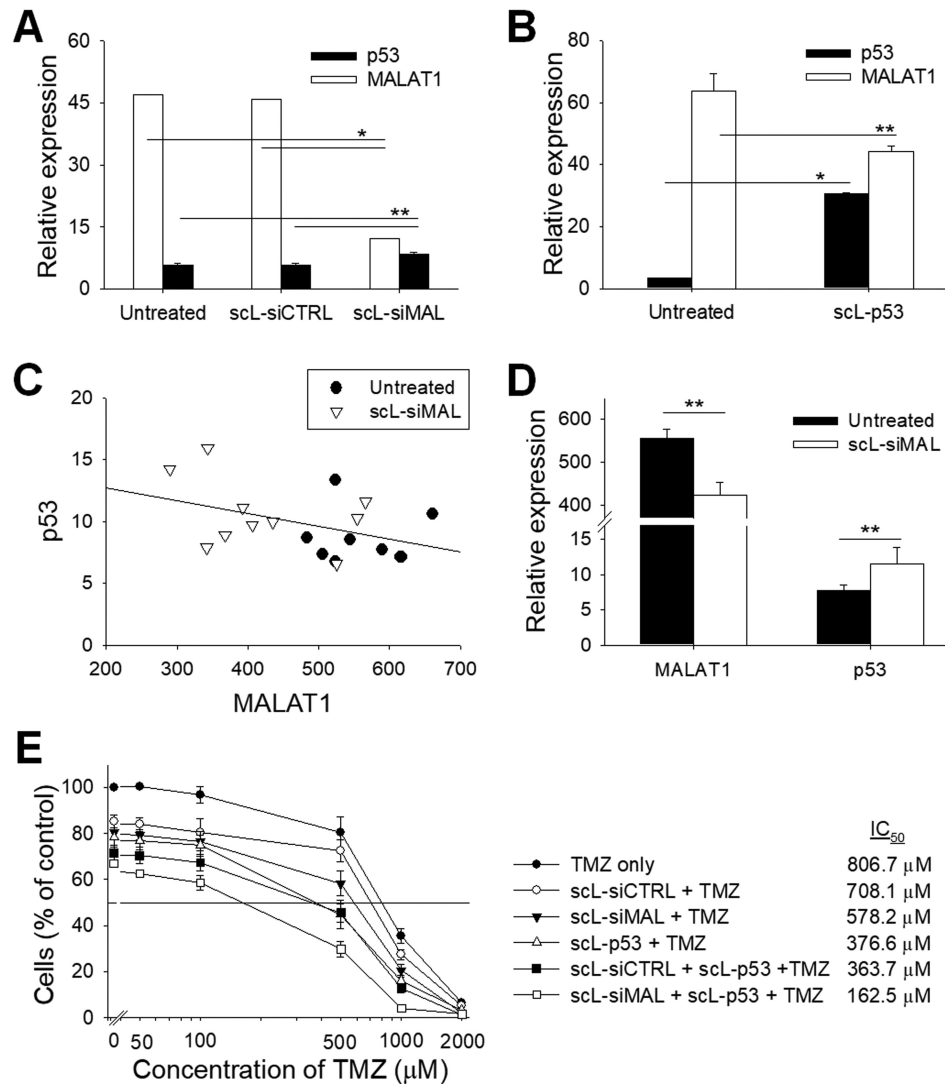 A
60
45
30
15
0
Relative expression
p53
MALAT1
*
**
Untreated scL-siCTRL scL-siMAL
B
80
60
40
20
0
Relative expression
p53
MALAT1
**
*
Untreated scL-p53
C
Untreated
scL-siMAL
20
15
10
5
0
p53
200 300 400 500 600 700
MALAT1
D
600
500
400
15
10
5
0
Relative expression
Untreated
scL-siMAL
**
**
MALAT1 p53
E
100
80
60
40
20
0
Cells (% of control)
0 50 100 500 1000 2000
Concentration of TMZ (μM)
IC50
TMZ only 806.7 μM
scL-siCTRL + TMZ 708.1 μM
scL-siMAL + TMZ 578.2 μM
scL-p53 + TMZ 376.6 μM
scL-siCTRL + scL-p53 +TMZ 363.7 μM
scL-siMAL + scL-p53 + TMZ 162.5 μM